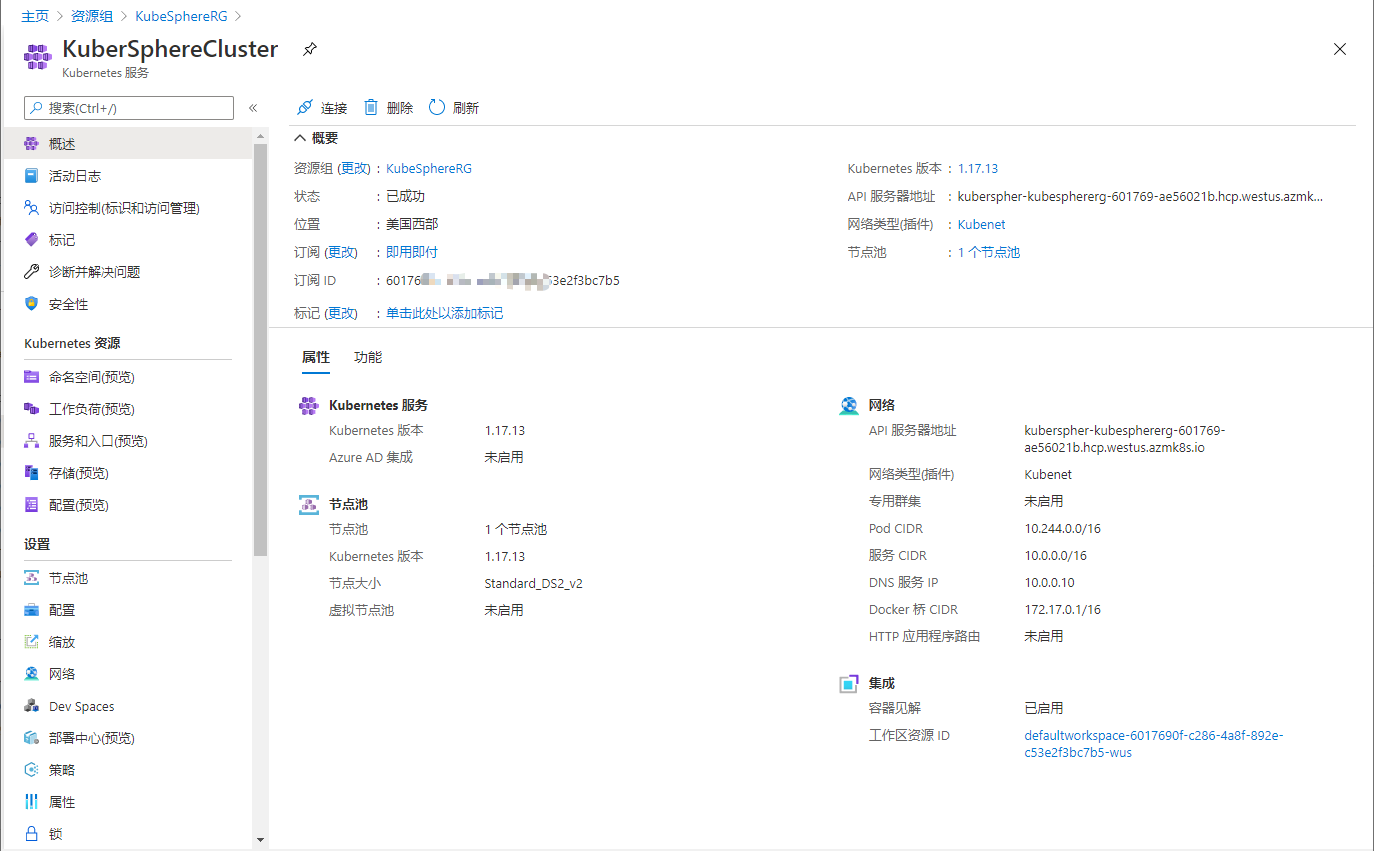 主页 > 资源组 > KubeSphereRG >
KuberSphereCluster
Kubernetes 服务
搜索(Ctrl+/)
«
概述
活动日志
访问控制(标识和访问管理)
标记
诊断并解决问题
安全性
Kubernetes 资源
命名空间(预览)
工作负荷(预览)
服务和入口(预览)
存储(预览)
配置(预览)
设置
节点池
配置
缩放
网络
Dev Spaces
部署中心(预览)
策略
属性
锁
连接 删除 刷新
概要
资源组 (更改) : KubeSphereRG
状态 : 已成功
位置 : 美国西部
订阅 (更改) : 即用即付
订阅 ID : 60176 53e2f3bc7b5
标记 (更改) : 单击此处以添加标记
Kubernetes 版本 : 1.17.13
API 服务器地址 : kuberspher-kubesphererg-601769-ae56021b.hcp.westus.azmk...
网络类型(插件) : Kubenet
节点池 : 1 个节点池
属性 功能
Kubernetes 服务
Kubernetes 版本 1.17.13
Azure AD 集成 未启用
节点池
节点池 1 个节点池
Kubernetes 版本 1.17.13
节点大小 Standard_DS2_v2
虚拟节点池 未启用
网络
API 服务器地址 kuberspher-kubesphererg-601769-
ae56021b.hcp.westus.azmk8s.io
网络类型(插件) Kubenet
专用群集 未启用
Pod CIDR 10.244.0.0/16
服务 CIDR 10.0.0.0/16
DNS 服务 IP 10.0.0.10
Docker 桥 CIDR 172.17.0.1/16
HTTP 应用程序路由 未启用
集成
容器见解 已启用
工作区资源 ID defaultworkspace-6017690f-c286-4a8f-892e-
c53e2f3bc7b5-wus